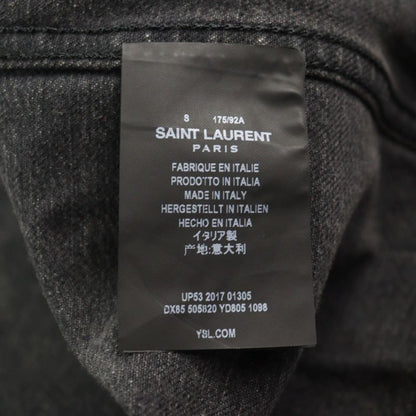 S 175/92A
SAINT LAURENT
PARIS
FABRIQUE EN ITALIE
PRODOTTO IN ITALIA
MADE IN ITALY
HERGESTELLT IN ITALIEN
HECHO EN ITALIA
イタリア製
产地:意大利
UP53 2017 01305
DX85 505820 YD805 1098
YSL.COM